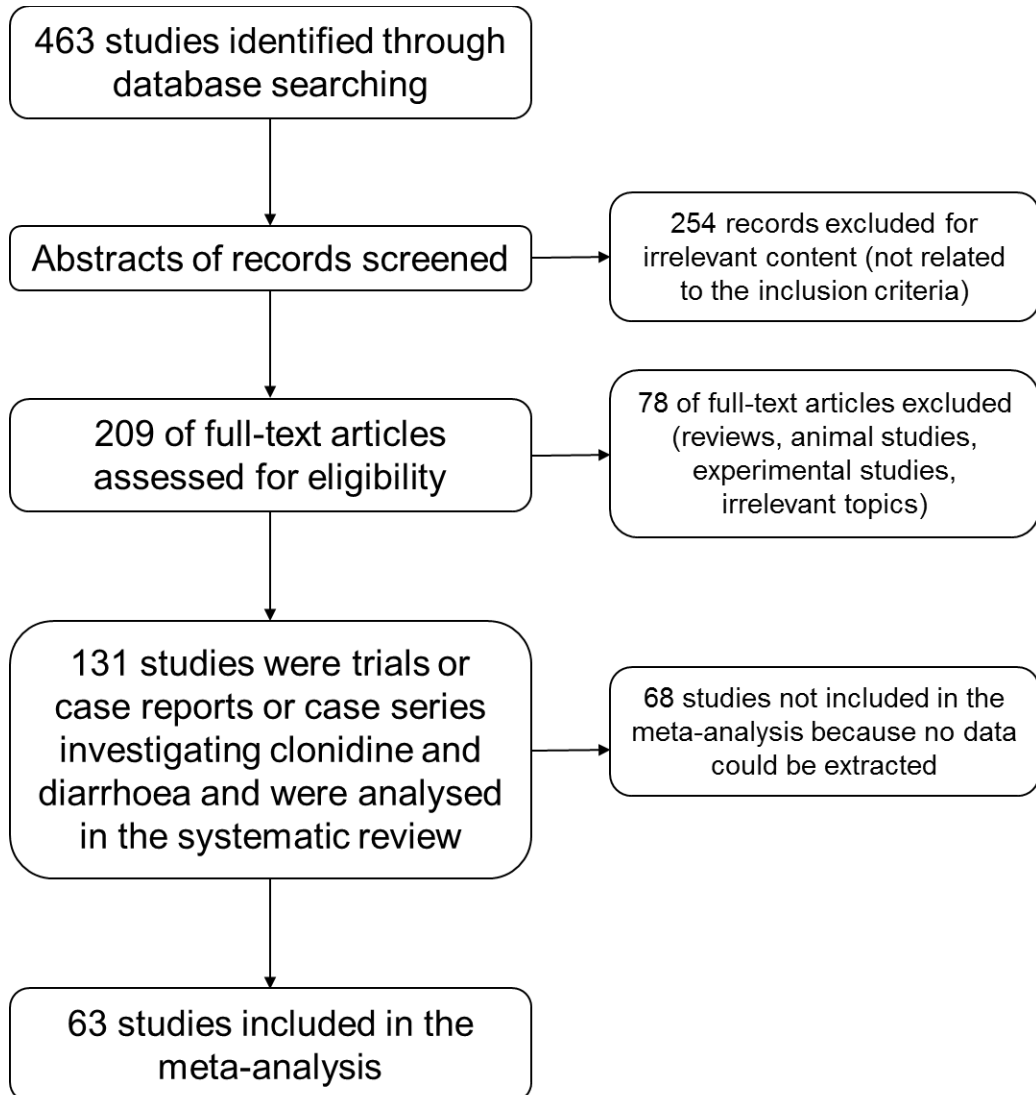 463 studies identified through
database searching
Abstracts of records screened
254 records excluded for
irrelevant content (not related
to the inclusion criteria)
209 of full-text articles
assessed for eligibility
78 of full-text articles excluded
(reviews, animal studies,
experimental studies,
irrelevant topics)
131 studies were trials or
case reports or case series
investigating clonidine and
diarrhoea and were analysed
in the systematic review
68 studies not included in the
meta-analysis because no data
could be extracted
63 studies included in the
meta-analysis